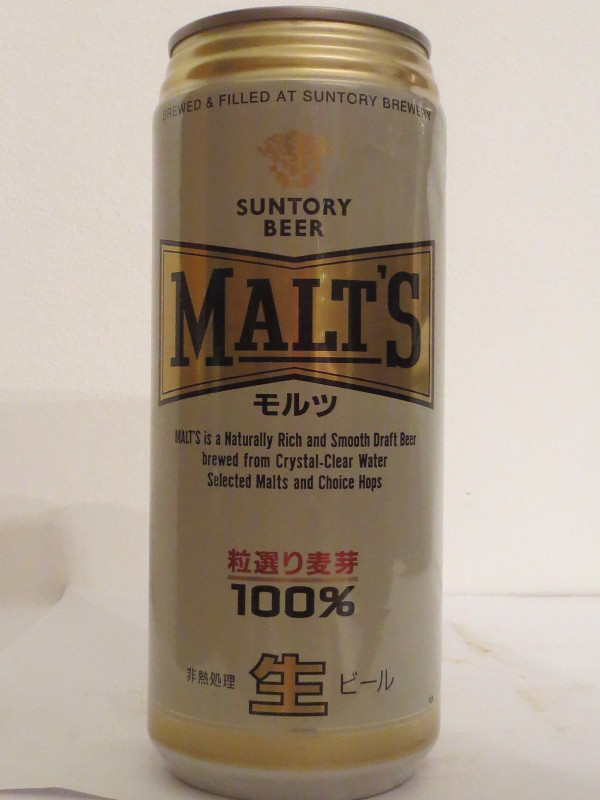 BREWED & FILLED AT SUNTORY BREWERY
SUNTORY
BEER
MALT'S
モルツ
MALT'S is a Naturally Rich and Smooth Draft Beer
brewed from Crystal-Clear Water
Selected Malts and Choice Hops
粒選り麦芽
100%
非熱処理 生 ビール